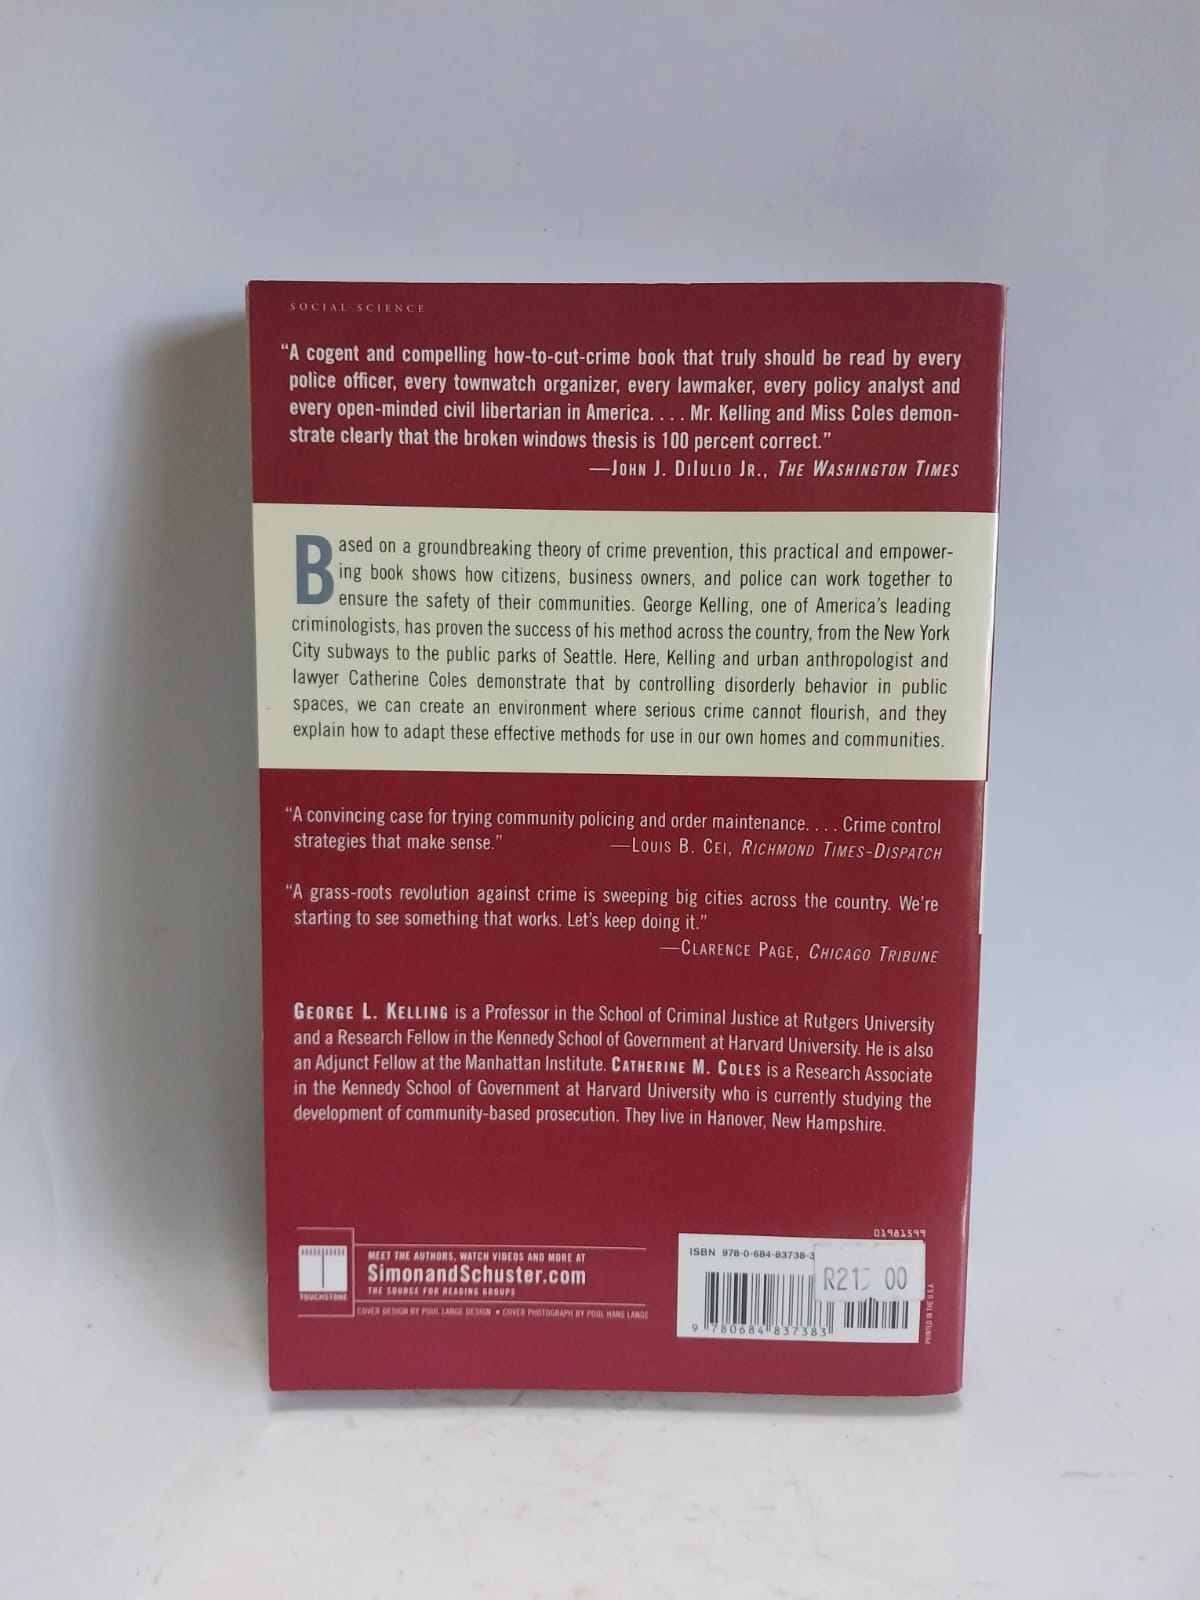 SOCIAL SCIENCE
“A cogent and compelling how-to-cut-crime book that truly should be read by every
police officer, every townwatch organizer, every lawmaker, every policy analyst and
every open-minded civil libertarian in America. . . . Mr. Kelling and Miss Coles demon-
strate clearly that the broken windows thesis is 100 percent correct.”
—JOHN J. DIIULIO JR., THE WASHINGTON TIMES
Based on a groundbreaking theory of crime prevention, this practical and empower-
ing book shows how citizens, business owners, and police can work together to
ensure the safety of their communities. George Kelling, one of America’s leading
criminologists, has proven the success of his method across the country, from the New York
City subways to the public parks of Seattle. Here, Kelling and urban anthropologist and
lawyer Catherine Coles demonstrate that by controlling disorderly behavior in public
spaces, we can create an environment where serious crime cannot flourish, and they
explain how to adapt these effective methods for use in our own homes and communities.
“A convincing case for trying community policing and order maintenance. . . . Crime control
strategies that make sense.” —LOUIS B. CEI, RICHMOND TIMES-DISPATCH
“A grass-roots revolution against crime is sweeping big cities across the country. We’re
starting to see something that works. Let’s keep doing it.”
—CLARENCE PAGE, CHICAGO TRIBUNE
GEORGE L. KELLING is a Professor in the School of Criminal Justice at Rutgers University
and a Research Fellow in the Kennedy School of Government at Harvard University. He is also
an Adjunct Fellow at the Manhattan Institute. CATHERINE M. COLES is a Research Associate
in the Kennedy School of Government at Harvard University who is currently studying the
development of community-based prosecution. They live in Hanover, New Hampshire.
TOUCHSTONE
MEET THE AUTHORS, WATCH VIDEOS AND MORE AT
SimonandSchuster.com
THE SOURCE FOR READING GROUPS
COVER DESIGN BY POUL LANGE DESIGN • COVER PHOTOGRAPH BY POUL HANS LANGE
01981599
ISBN 978-0-684-83738-3
00
9 780684 837383
PRINTED IN THE U.S.A.